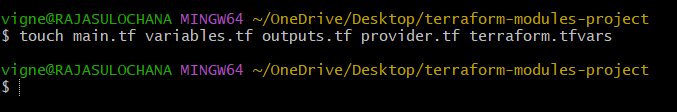 vigne@RAJASULOCHANA MINGW64 ~/OneDrive/Desktop/terraform-modules-project
$ touch main.tf variables.tf outputs.tf provider.tf terraform.tfvars
vigne@RAJASULOCHANA MINGW64 ~/OneDrive/Desktop/terraform-modules-project
$